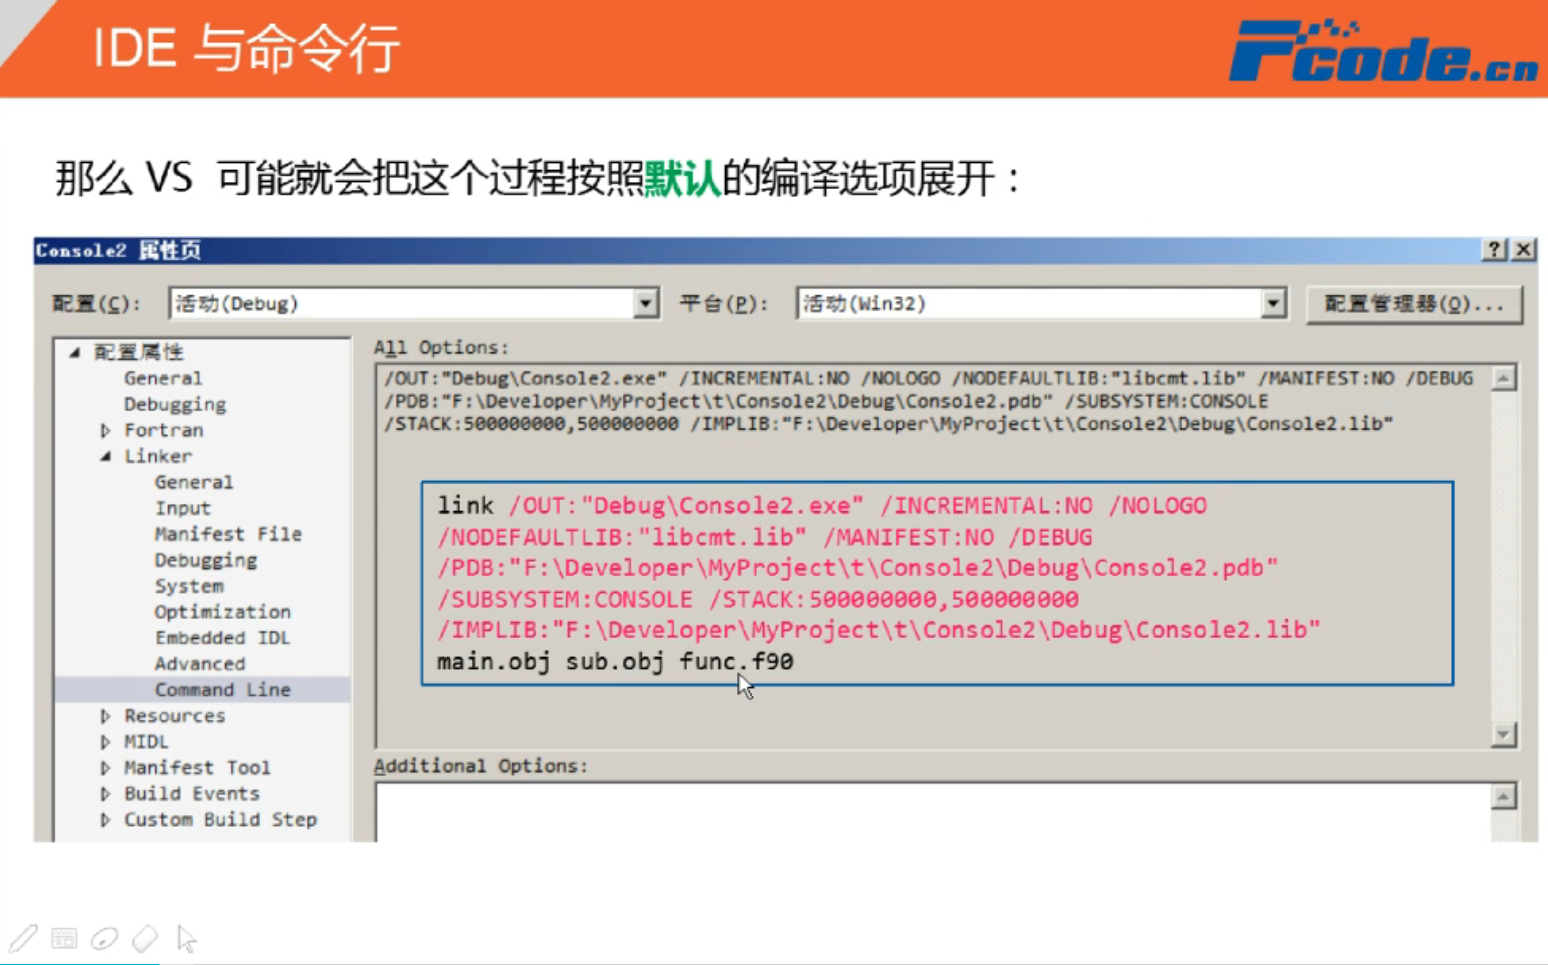 IDE 与命令行
Fcode.cn
那么 VS 可能就会把这个过程按照默认的编译选项展开：
Console2 属性页
配置(C): 活动(Debug) 平台(P): 活动(Win32) 配置管理器(O)...
配置属性
General
Debugging
Fortran
Linker
General
Input
Manifest File
Debugging
System
Optimization
Embedded IDL
Advanced
Command Line
Resources
MIDL
Manifest Tool
Build Events
Custom Build Step
All Options:
/OUT:"Debug\Console2.exe" /INCREMENTAL:NO /NOLOGO /NODEFAULTLIB:"libcmt.lib" /MANIFEST:NO /DEBUG
/PDB:"F:\Developer\MyProject\t\Console2\Debug\Console2.pdb" /SUBSYSTEM:CONSOLE
/STACK:500000000,500000000 /IMPLIB:"F:\Developer\MyProject\t\Console2\Debug\Console2.lib"
link /OUT:"Debug\Console2.exe" /INCREMENTAL:NO /NOLOGO
/NODEFAULTLIB:"libcmt.lib" /MANIFEST:NO /DEBUG
/PDB:"F:\Developer\MyProject\t\Console2\Debug\Console2.pdb"
/SUBSYSTEM:CONSOLE /STACK:500000000,500000000
/IMPLIB:"F:\Developer\MyProject\t\Console2\Debug\Console2.lib"
main.obj sub.obj func.f90
Additional Options: